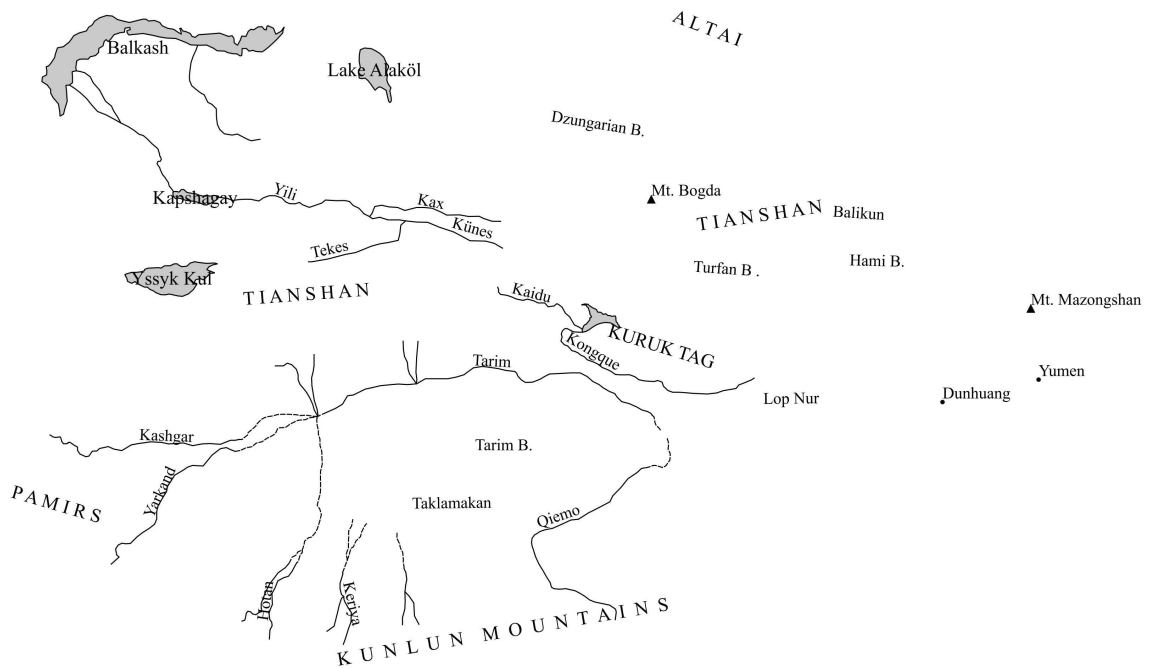 ALTAI
Balkash
Lake Alaköl
Dzungarian B.
Mt. Bogda
Kapshagay
Yili
Kax
Künes
TIANSHAN
Balikun
Tekes
Turfan B .
Hami B.
Yssyk Kul
TIANSHAN
Kaidu
Mt. Mazongshan
KURUK TAG
Kongque
Tarim
Yumen
Lop Nur
Dunhuang
Kashgar
Tarim B.
Yarkand
PAMIRS
Taklamakan
Qiemo
Hotan
Keriya
KUNLUN MOUNTAINS